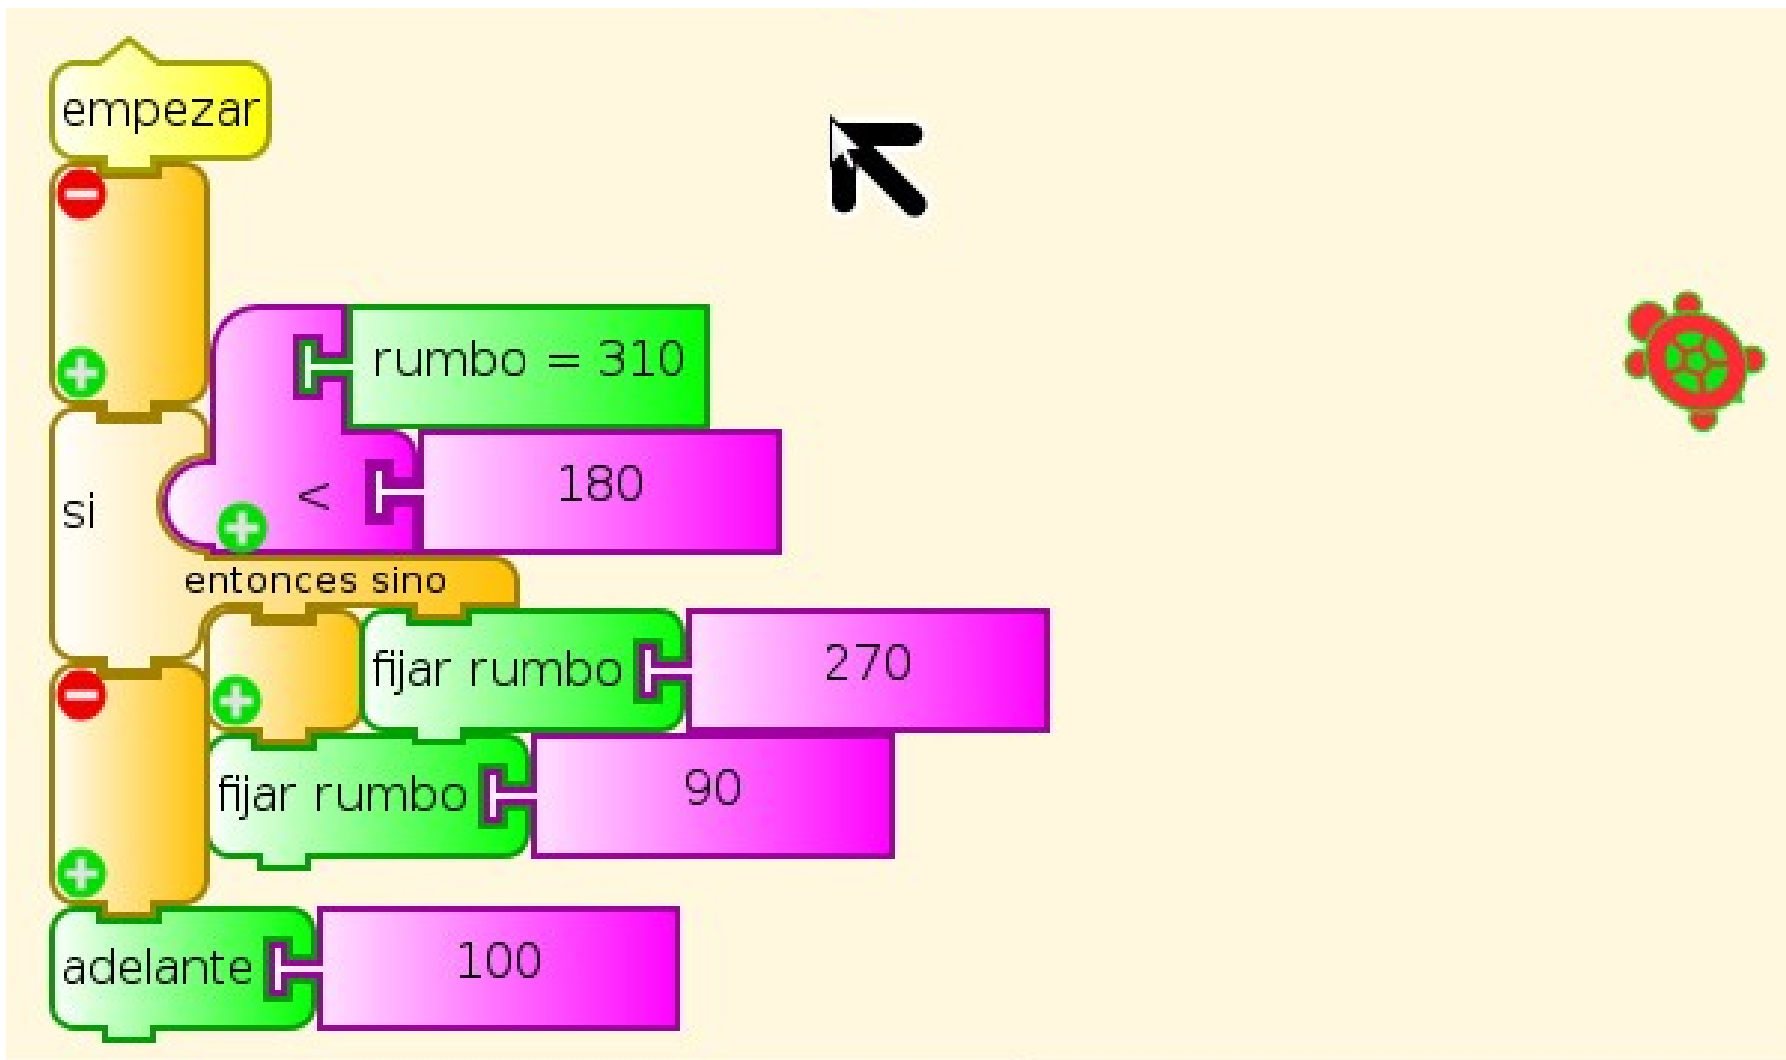 empezar
rumbo = 310
si < 180
entonces sino
fijar rumbo 270
fijar rumbo 90
adelante 100